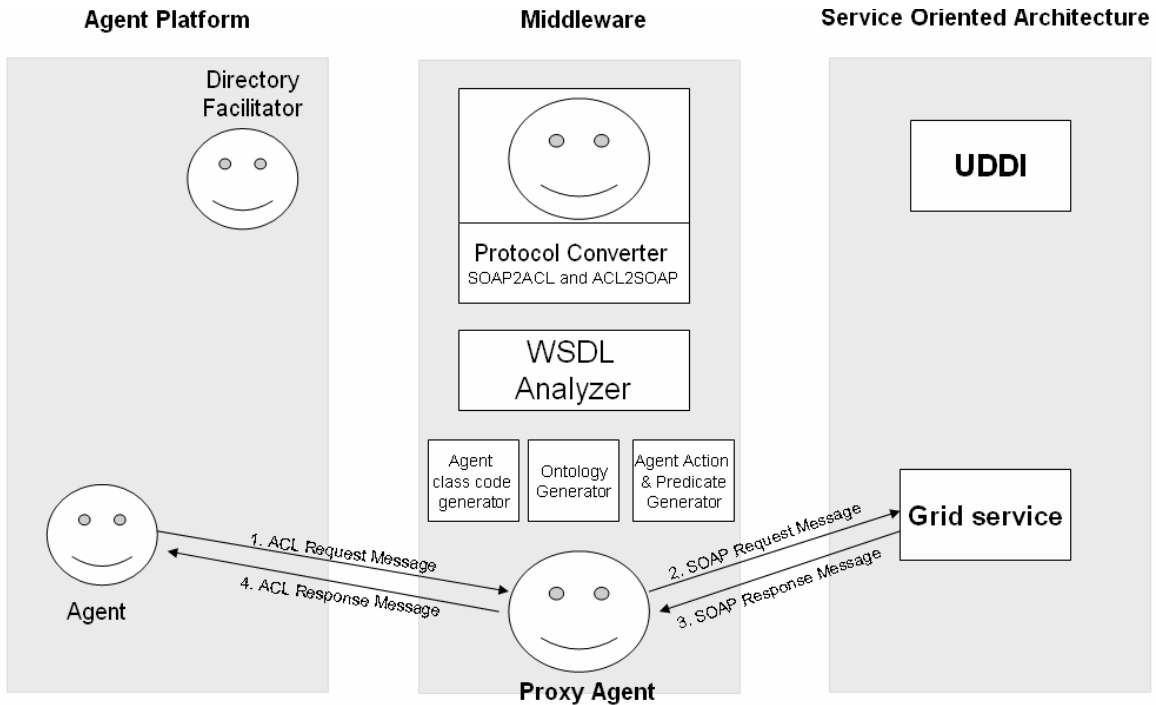 Agent Platform
Middleware
Service Oriented Architecture
Directory
Facilitator
UDDI
Protocol Converter
SOAP2ACL and ACL2SOAP
WSDL
Analyzer
Agent
class code
generator
Ontology
Generator
Agent Action
& Predicate
Generator
Grid service
1. ACL Request Message
2. SOAP Request Message
3. SOAP Response Message
4. ACL Response Message
Agent
Proxy Agent